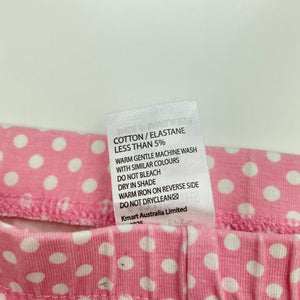 COTTON / ELASTANE
LESS THAN 5%
WARM GENTLE MACHINE WASH
WITH SIMILAR COLOURS
DO NOT BLEACH
DRY IN SHADE
WARM IRON ON REVERSE SIDE
DO NOT DRYCLEAN
Kmart Australia Limited